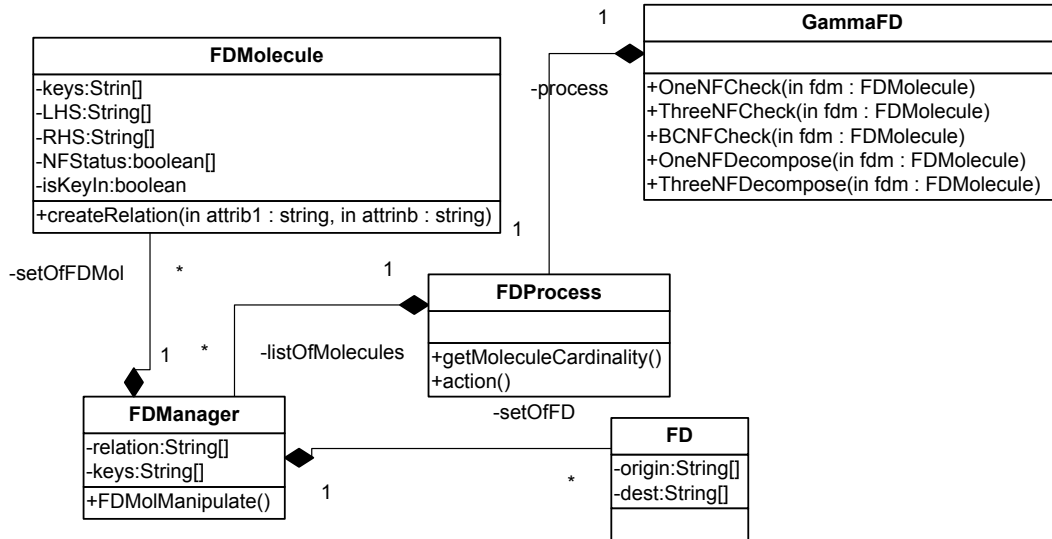 1
GammaFD
+OneNFCheck(in fdm : FDMolecule)
+ThreeNFCheck(in fdm : FDMolecule)
+BCNFCheck(in fdm : FDMolecule)
+OneNFDecompose(in fdm : FDMolecule)
+ThreeNFDecompose(in fdm : FDMolecule)
FDMolecule
-keys:Strin[]
-LHS:String[]
-RHS:String[]
-NFStatus:boolean[]
-isKeyIn:boolean
+createRelation(in attrib1 : string, in attrinb : string)
-process
1
-setOfFDMol
*
1
FDProcess
+getMoleculeCardinality()
+action()
1
*
-listOfMolecules
FDManager
-relation:String[]
-keys:String[]
+FDMolManipulate()
-setOfFD
1
*
FD
-origin:String[]
-dest:String[]